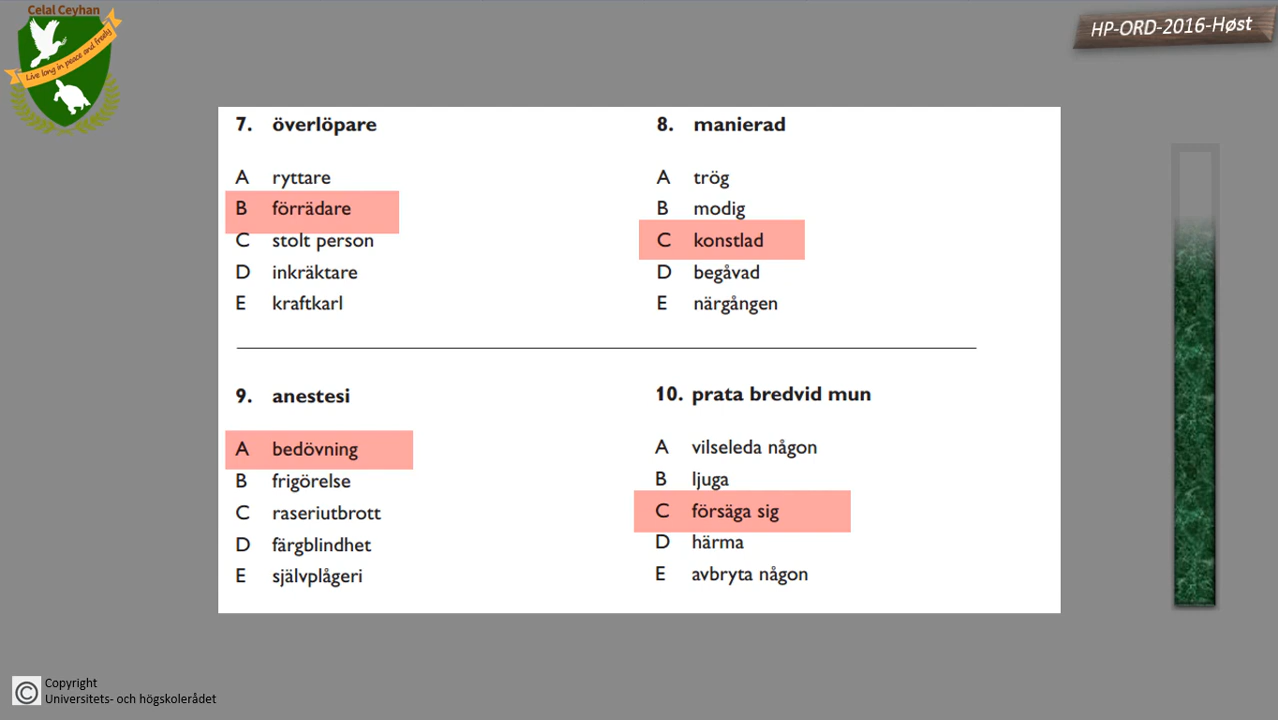 Celal Ceyhan
Live long in peace and freely
HP-ORD-2016-Høst
7. överlöpare
A ryttare
B förrädare
C stolt person
D inkräktare
E kraftkarl
8. manierad
A trög
B modig
C konstlad
D begåvad
E närgången
9. anestesi
A bedövning
B frigörelse
C raseriutbrott
D färgblindhet
E självplågeri
10. prata bredvid mun
A vilseleda någon
B ljuga
C försäga sig
D härma
E avbryta någon
© Copyright
Universitets- och högskolerådet